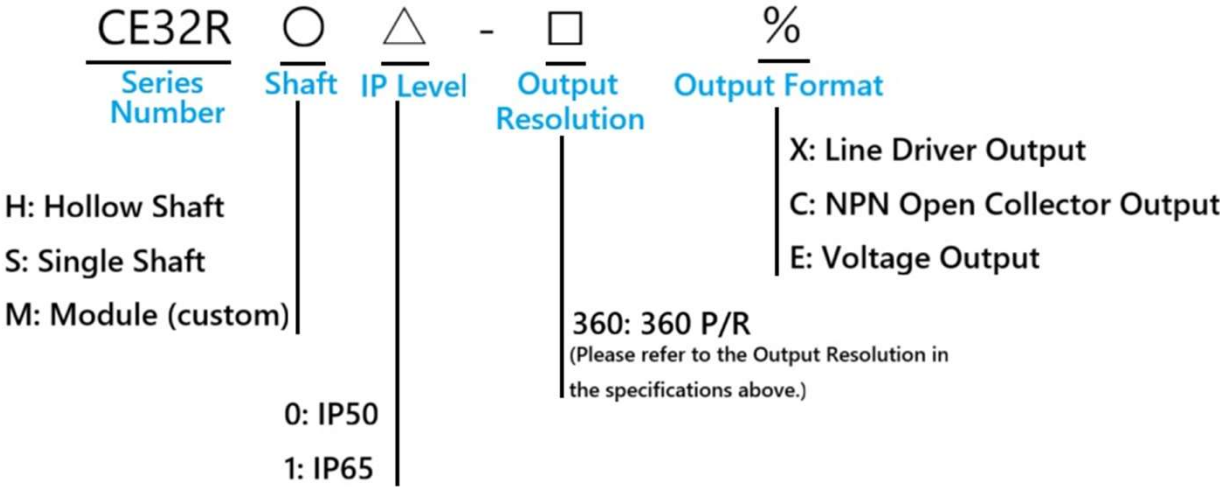 CE32R ○ △ - □ %
Series Number
Shaft
IP Level
Output Resolution
Output Format
H: Hollow Shaft
S: Single Shaft
M: Module (custom)
0: IP50
1: IP65
360: 360 P/R
(Please refer to the Output Resolution in
the specifications above.)
X: Line Driver Output
C: NPN Open Collector Output
E: Voltage Output